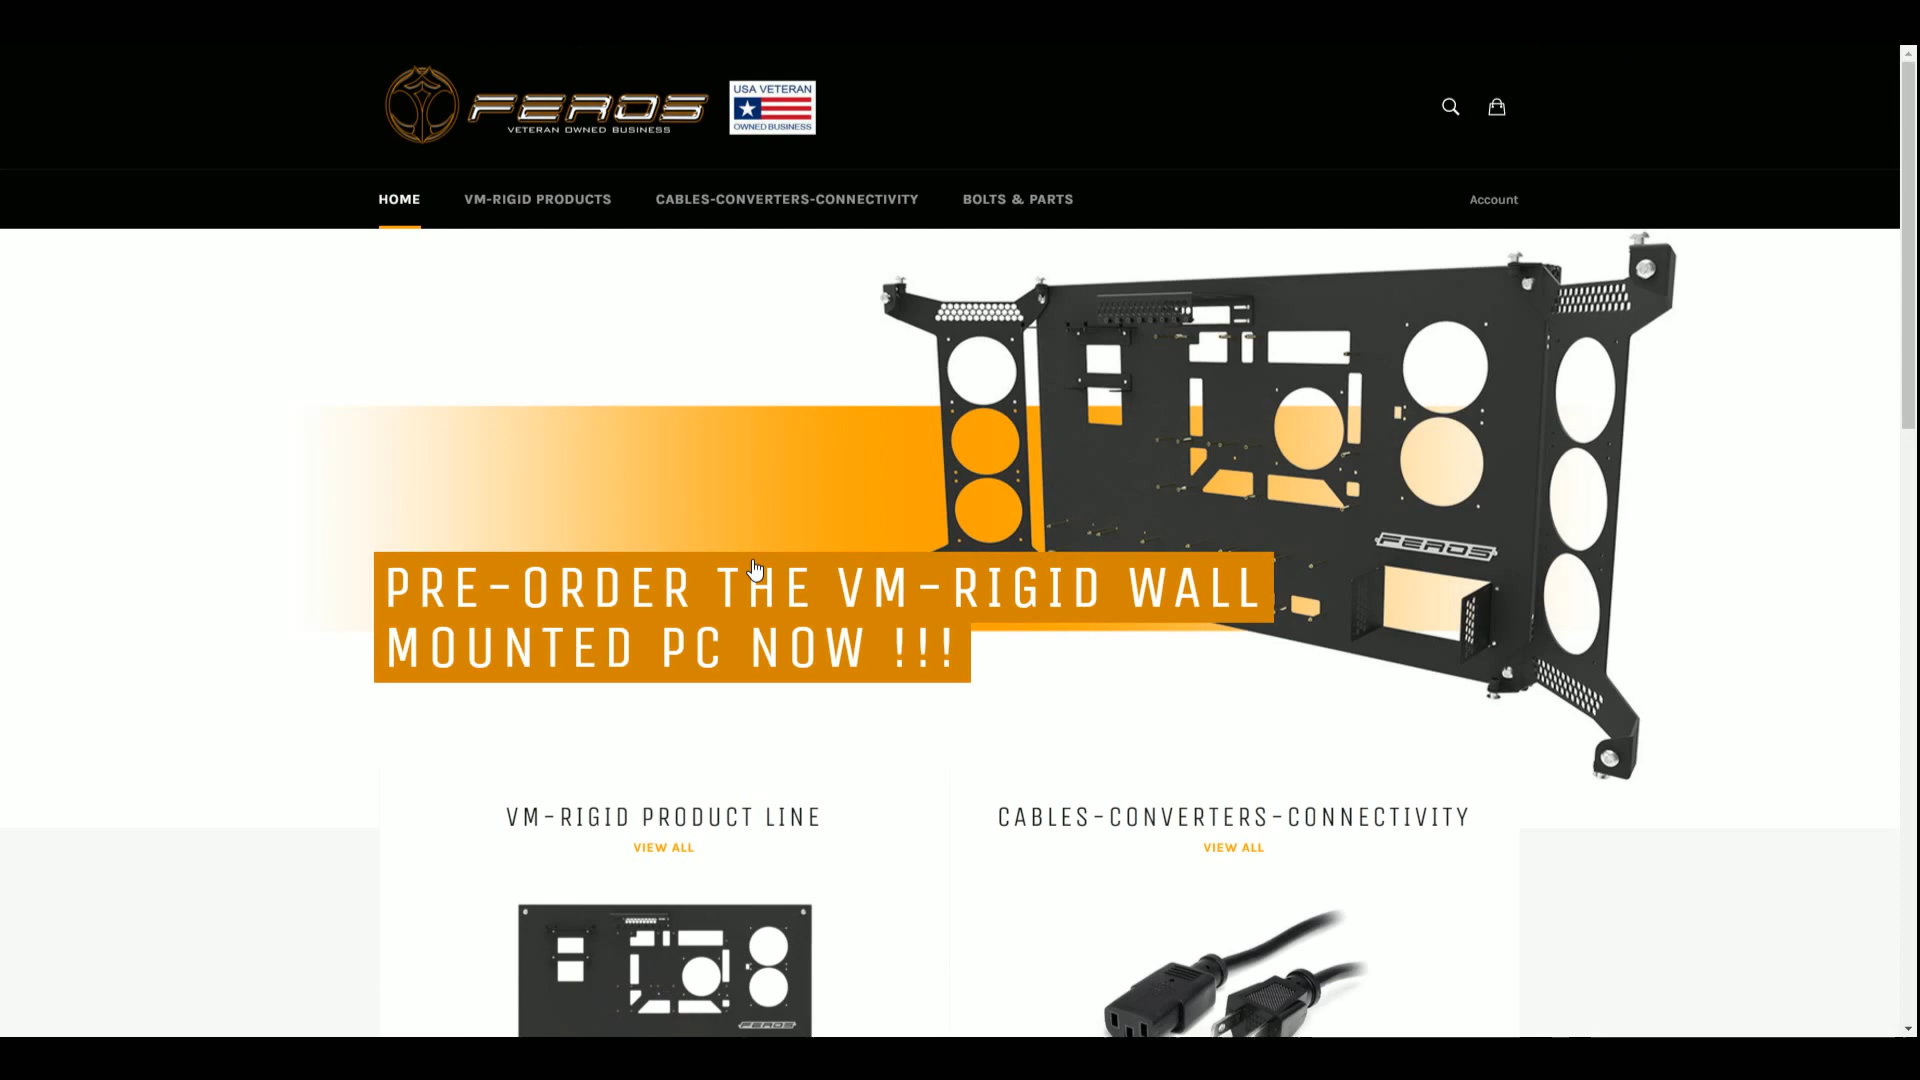 FEROS
VETERAN OWNED BUSINESS
USA VETERAN
OWNED BUSINESS
HOME
VM-RIGID PRODUCTS
CABLES-CONVERTERS-CONNECTIVITY
BOLTS & PARTS
Account
FEROS
PRE-ORDER THE VM-RIGID WALL
MOUNTED PC NOW !!!
VM-RIGID PRODUCT LINE
VIEW ALL
CABLES-CONVERTERS-CONNECTIVITY
VIEW ALL
FEROS